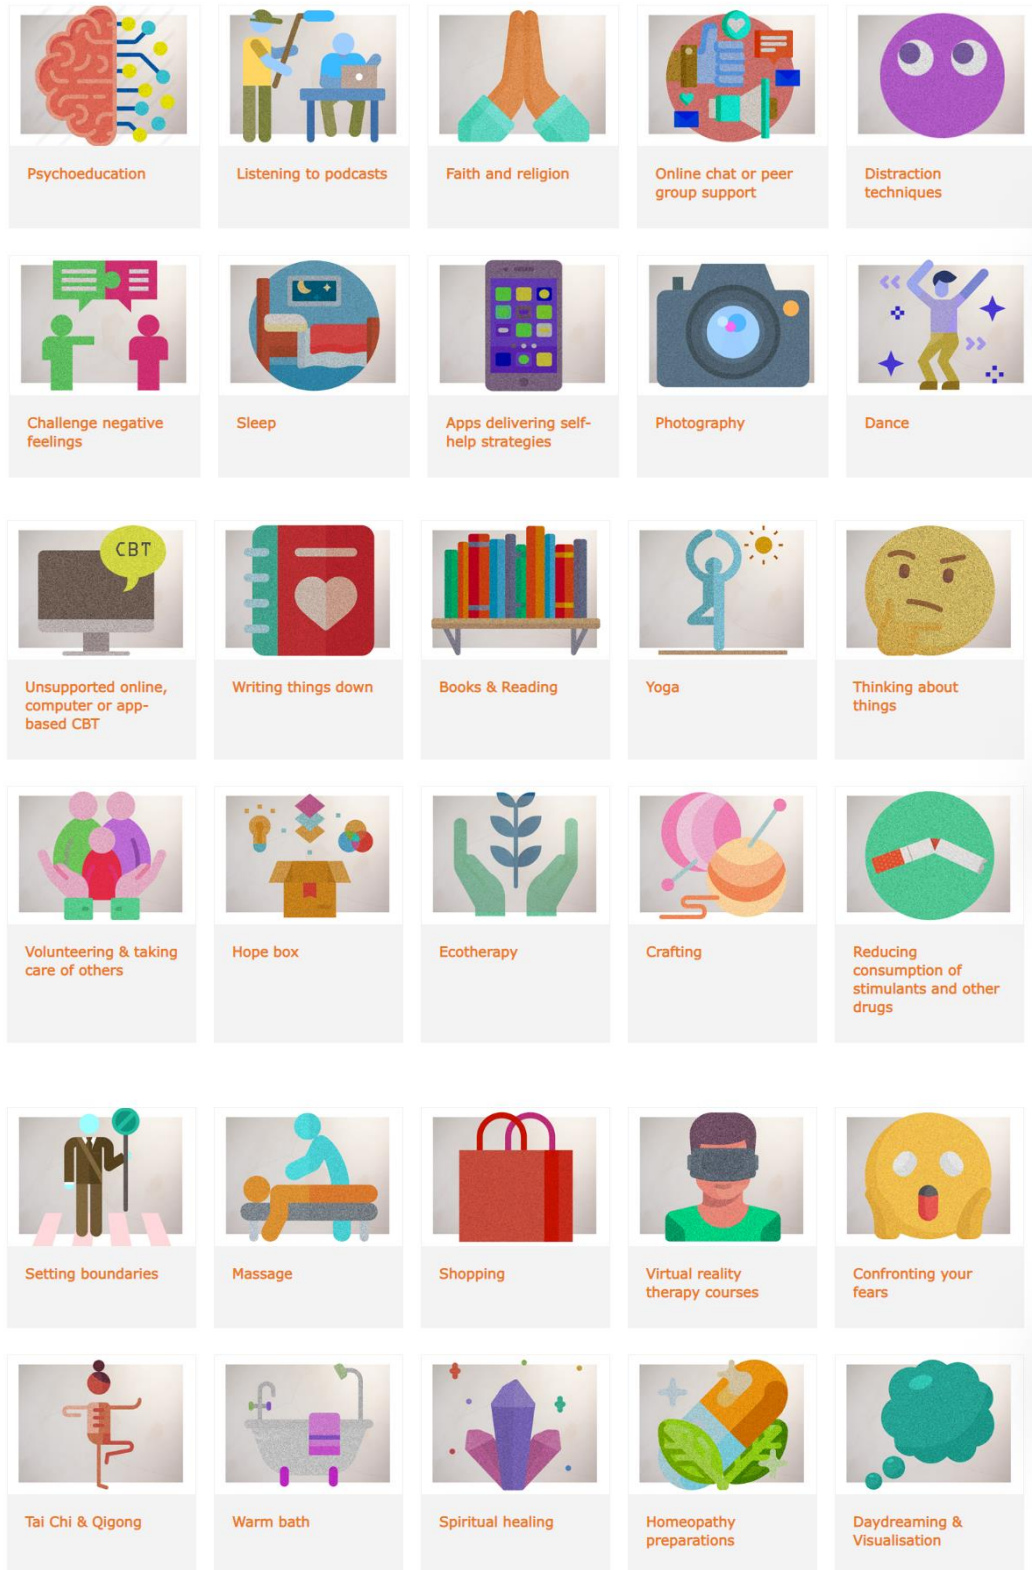 Psychoeducation
Listening to podcasts
Faith and religion
Online chat or peer
group support
Distraction
techniques
Challenge negative
feelings
Sleep
Apps delivering self-
help strategies
Photography
Dance
CBT
Unsupported online,
computer or app-
based CBT
Writing things down
Books & Reading
Yoga
Thinking about
things
Volunteering & taking
care of others
Hope box
Ecotherapy
Crafting
Reducing
consumption of
stimulants and other
drugs
Setting boundaries
Massage
Shopping
Virtual reality
therapy courses
Confronting your
fears
Tai Chi & Qigong
Warm bath
Spiritual healing
Homeopathy
preparations
Daydreaming &
Visualisation